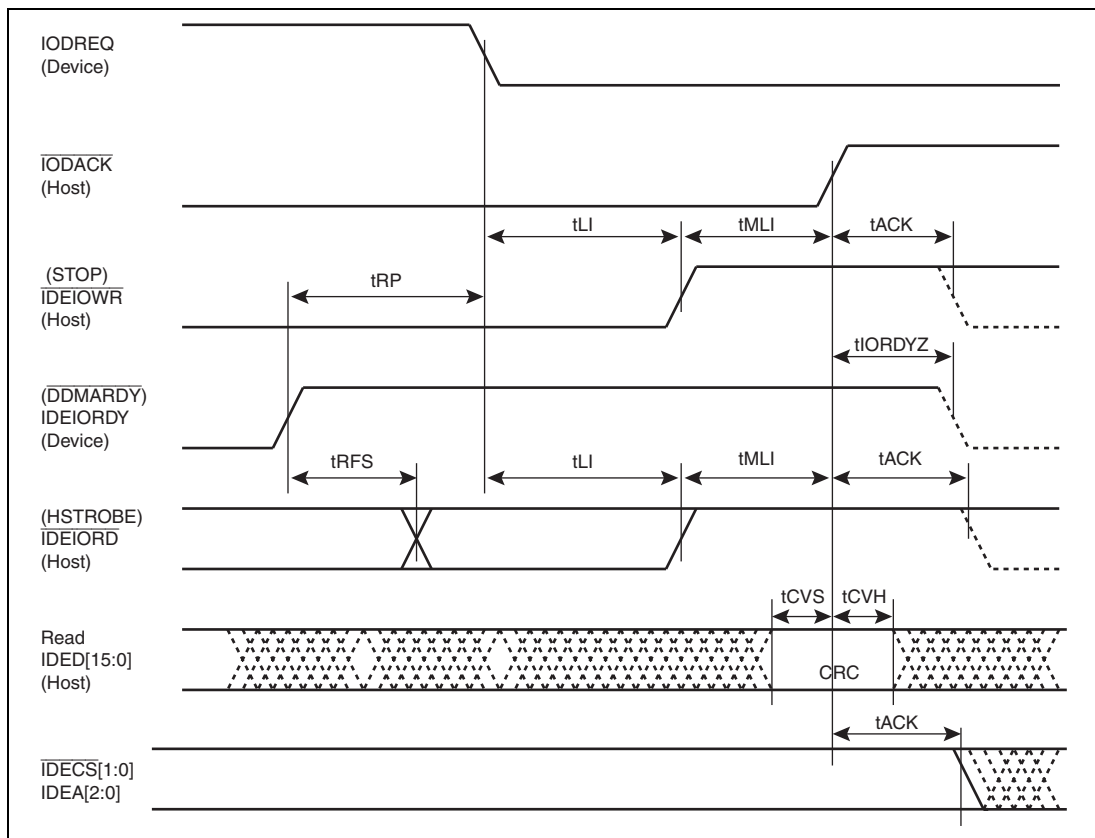 IODREQ
(Device)
IODACK
(Host)
tLI
tMLI
tACK
(STOP)
IDEIOWR
(Host)
tRP
tIORDYZ
(DDMARDY)
IDEIORDY
(Device)
tRFS
tLI
tMLI
tACK
(HSTROBE)
IDEIORD
(Host)
tCVS
tCVH
Read
IDED[15:0]
(Host)
CRC
tACK
IDECS[1:0]
IDEA[2:0]